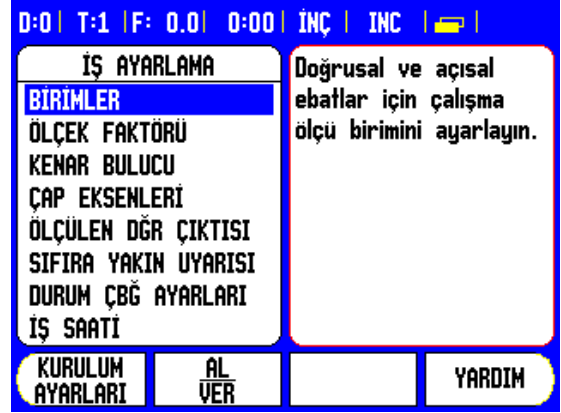 D:0| T:1 |F: 0.0| 0:00| İNÇ | INC | |
İŞ AYARLAMA
BİRİMLER
ÖLÇEK FAKTÖRÜ
KENAR BULUCU
ÇAP EKSENLERİ
ÖLÇÜLEN DĞR ÇIKTISI
SIFIRA YAKIN UYARISI
DURUM ÇBĞ AYARLARI
İŞ SAATİ
Doğrusal ve açısal
ebatlar için çalışma
ölçü birimini ayarlayın.
KURULUM
AYARLARI
AL
VER
YARDIM